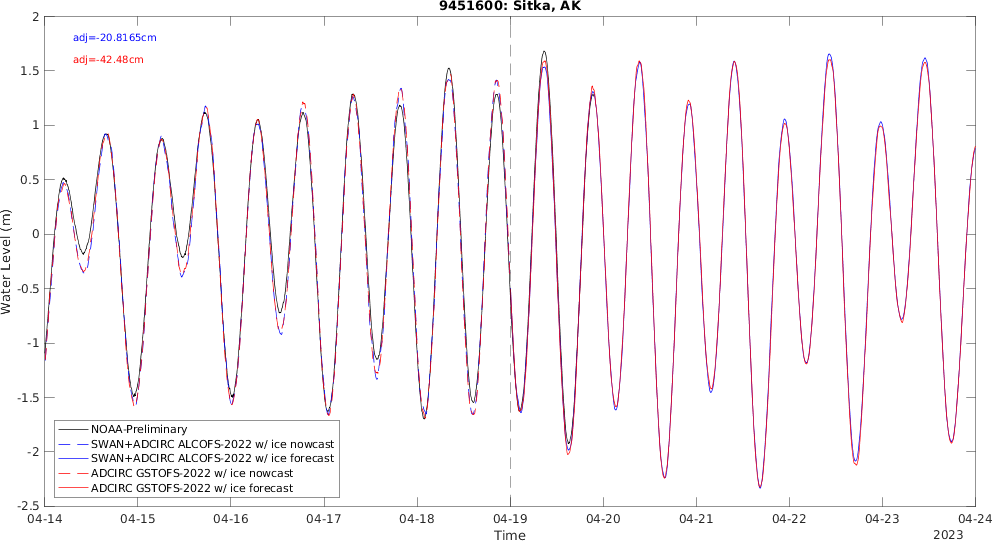 9451600: Sitka, AK
adj=-20.8165cm
adj=-42.48cm
Water Level (m)
2
1.5
1
0.5
0
-0.5
-1
-1.5
-2
-2.5
NOAA-Preliminary
SWAN+ADCIRC ALCOFS-2022 w/ ice nowcast
SWAN+ADCIRC ALCOFS-2022 w/ ice forecast
ADCIRC GSTOFS-2022 w/ ice nowcast
ADCIRC GSTOFS-2022 w/ ice forecast
04-14 04-15 04-16 04-17 04-18 04-19 04-20 04-21 04-22 04-23 04-24
Time
2023